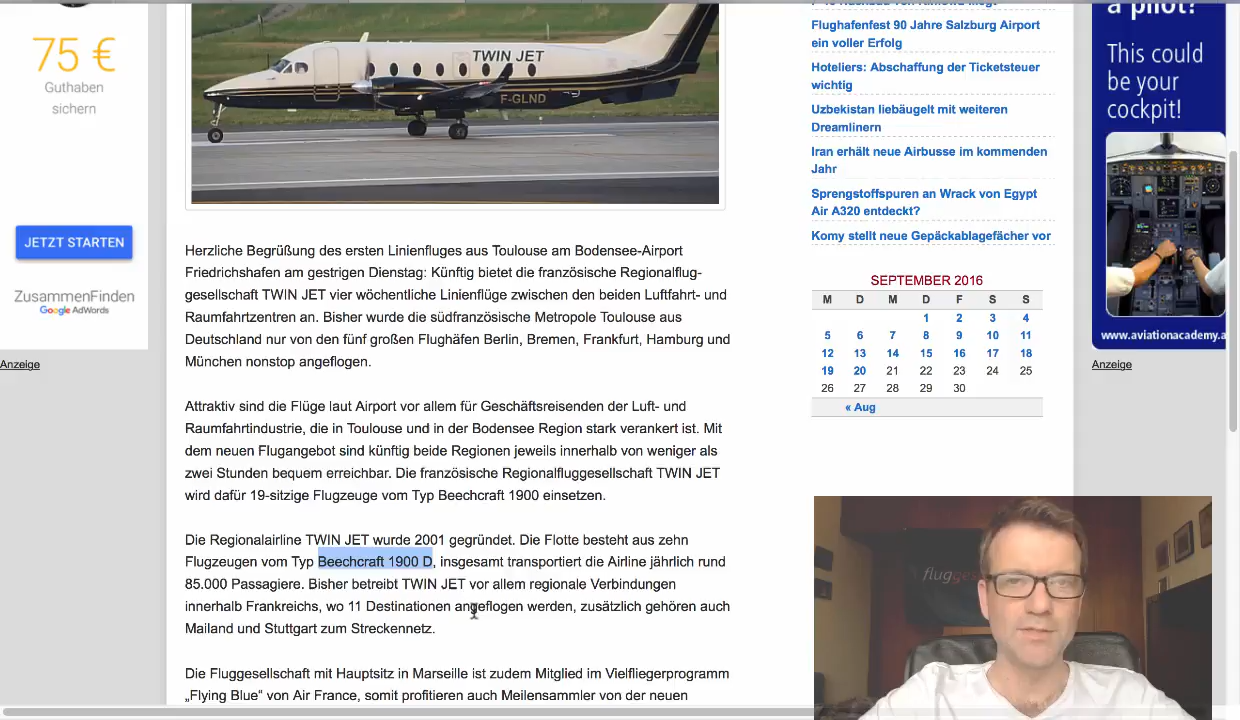 75 €
Guthaben
sichern
JETZT STARTEN
ZusammenFinden
Google AdWords
Anzeige
TWIN JET
F-GLND
Herzliche Begrüßung des ersten Linienfluges aus Toulouse am Bodensee-Airport
Friedrichshafen am gestrigen Dienstag: Künftig bietet die französische Regionalflug-
gesellschaft TWIN JET vier wöchentliche Linienflüge zwischen den beiden Luftfahrt- und
Raumfahrtzentren an. Bisher wurde die südfranzösische Metropole Toulouse aus
Deutschland nur von den fünf großen Flughäfen Berlin, Bremen, Frankfurt, Hamburg und
München nonstop angeflogen.
Attraktiv sind die Flüge laut Airport vor allem für Geschäftsreisenden der Luft- und
Raumfahrtindustrie, die in Toulouse und in der Bodensee Region stark verankert ist. Mit
dem neuen Flugangebot sind künftig beide Regionen jeweils innerhalb von weniger als
zwei Stunden bequem erreichbar. Die französische Regionalfluggesellschaft TWIN JET
wird dafür 19-sitzige Flugzeuge vom Typ Beechcraft 1900 einsetzen.
Die Regionalairline TWIN JET wurde 2001 gegründet. Die Flotte besteht aus zehn
Flugzeugen vom Typ Beechcraft 1900 D, insgesamt transportiert die Airline jährlich rund
85.000 Passagiere. Bisher betreibt TWIN JET vor allem regionale Verbindungen
innerhalb Frankreichs, wo 11 Destinationen angeflogen werden, zusätzlich gehören auch
Mailand und Stuttgart zum Streckennetz.
Die Fluggesellschaft mit Hauptsitz in Marseille ist zudem Mitglied im Vielfliegerprogramm
„Flying Blue“ von Air France, somit profitieren auch Meilensammler von der neuen
Flughafenfest 90 Jahre Salzburg Airport
ein voller Erfolg
Hoteliers: Abschaffung der Ticketsteuer
wichtig
Uzbekistan liebäugelt mit weiteren
Dreamlinern
Iran erhält neue Airbusse im kommenden
Jahr
Sprengstoffspuren an Wrack von Egypt
Air A320 entdeckt?
Komy stellt neue Gepäckablagefächer vor
SEPTEMBER 2016
M D M D F S S
1 2 3 4
5 6 7 8 9 10 11
12 13 14 15 16 17 18
19 20 21 22 23 24 25
26 27 28 29 30
« Aug
a pilot!
This could
be your
cockpit!
www.aviationacademy.a
Anzeige
flugges